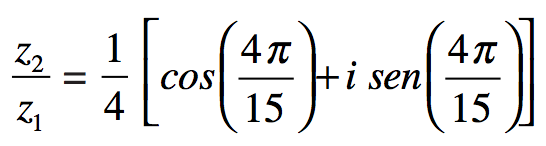 z₂/z₁ = 1/4 [cos(4π/15)+i sen(4π/15)]